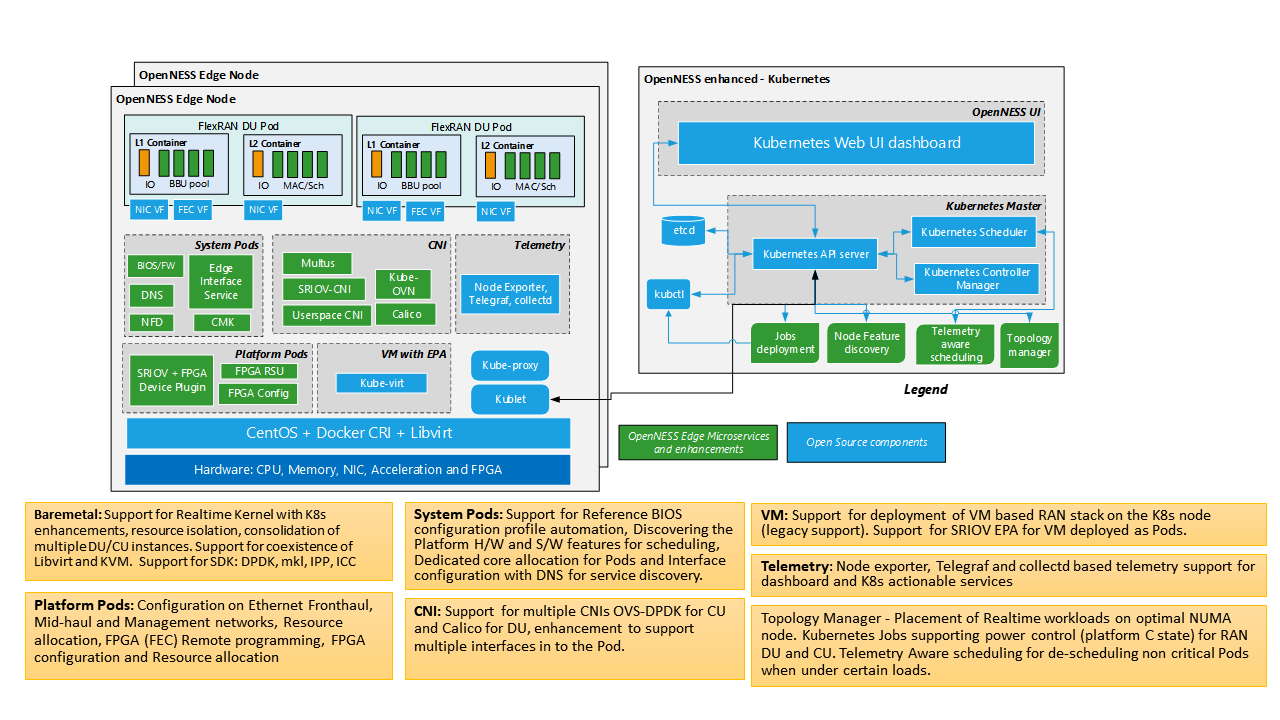 OpenNESS Edge Node
OpenNESS Edge Node
FlexRAN DU Pod
L1 Container
IO
BBU pool
L2 Container
IO
MAC/Sch
NIC VF
FEC VF
NIC VF
FlexRAN DU Pod
L1 Container
IO
BBU pool
L2 Container
IO
MAC/Sch
NIC VF
FEC VF
NIC VF
System Pods
BIOS/FW
DNS
NFD
Edge
Interface
Service
CMK
CNI
Multus
SRIOV-CNI
Userspace CNI
Kube-
OVN
Calico
Telemetry
Node Exporter,
Telegraf, collectd
Platform Pods
SRIOV + FPGA
Device Plugin
FPGA RSU
FPGA Config
VM with EPA
Kube-virt
Kube-proxy
Kublet
CentOS + Docker CRI + Libvirt
Hardware: CPU, Memory, NIC, Acceleration and FPGA
OpenNESS enhanced - Kubernetes
OpenNESS UI
Kubernetes Web UI dashboard
Kubernetes Master
etcd
Kubernetes API server
Kubernetes Scheduler
Kubernetes Controller
Manager
kubctl
Jobs
deployment
Node Feature
discovery
Telemetry
aware
scheduling
Topology
manager
Legend
OpenNESS Edge Microservices
and enhancements
Open Source components
Baremetal: Support for Realtime Kernel with K8s
enhancements, resource isolation, consolidation of
multiple DU/CU instances. Support for coexistence of
Libvirt and KVM. Support for SDK: DPDK, mkl, IPP, ICC
Platform Pods: Configuration on Ethernet Fronthaul,
Mid-haul and Management networks, Resource
allocation, FPGA (FEC) Remote programming, FPGA
configuration and Resource allocation
System Pods: Support for Reference BIOS
configuration profile automation, Discovering the
Platform H/W and S/W features for scheduling,
Dedicated core allocation for Pods and Interface
configuration with DNS for service discovery.
CNI: Support for multiple CNIs OVS-DPDK for CU
and Calico for DU, enhancement to support
multiple interfaces in to the Pod.
VM: Support for deployment of VM based RAN stack on the K8s node
(legacy support). Support for SRIOV EPA for VM deployed as Pods.
Telemetry: Node exporter, Telegraf and collectd based telemetry support for
dashboard and K8s actionable services
Topology Manager - Placement of Realtime workloads on optimal NUMA
node. Kubernetes Jobs supporting power control (platform C state) for RAN
DU and CU. Telemetry Aware scheduling for de-scheduling non critical Pods
when under certain loads.